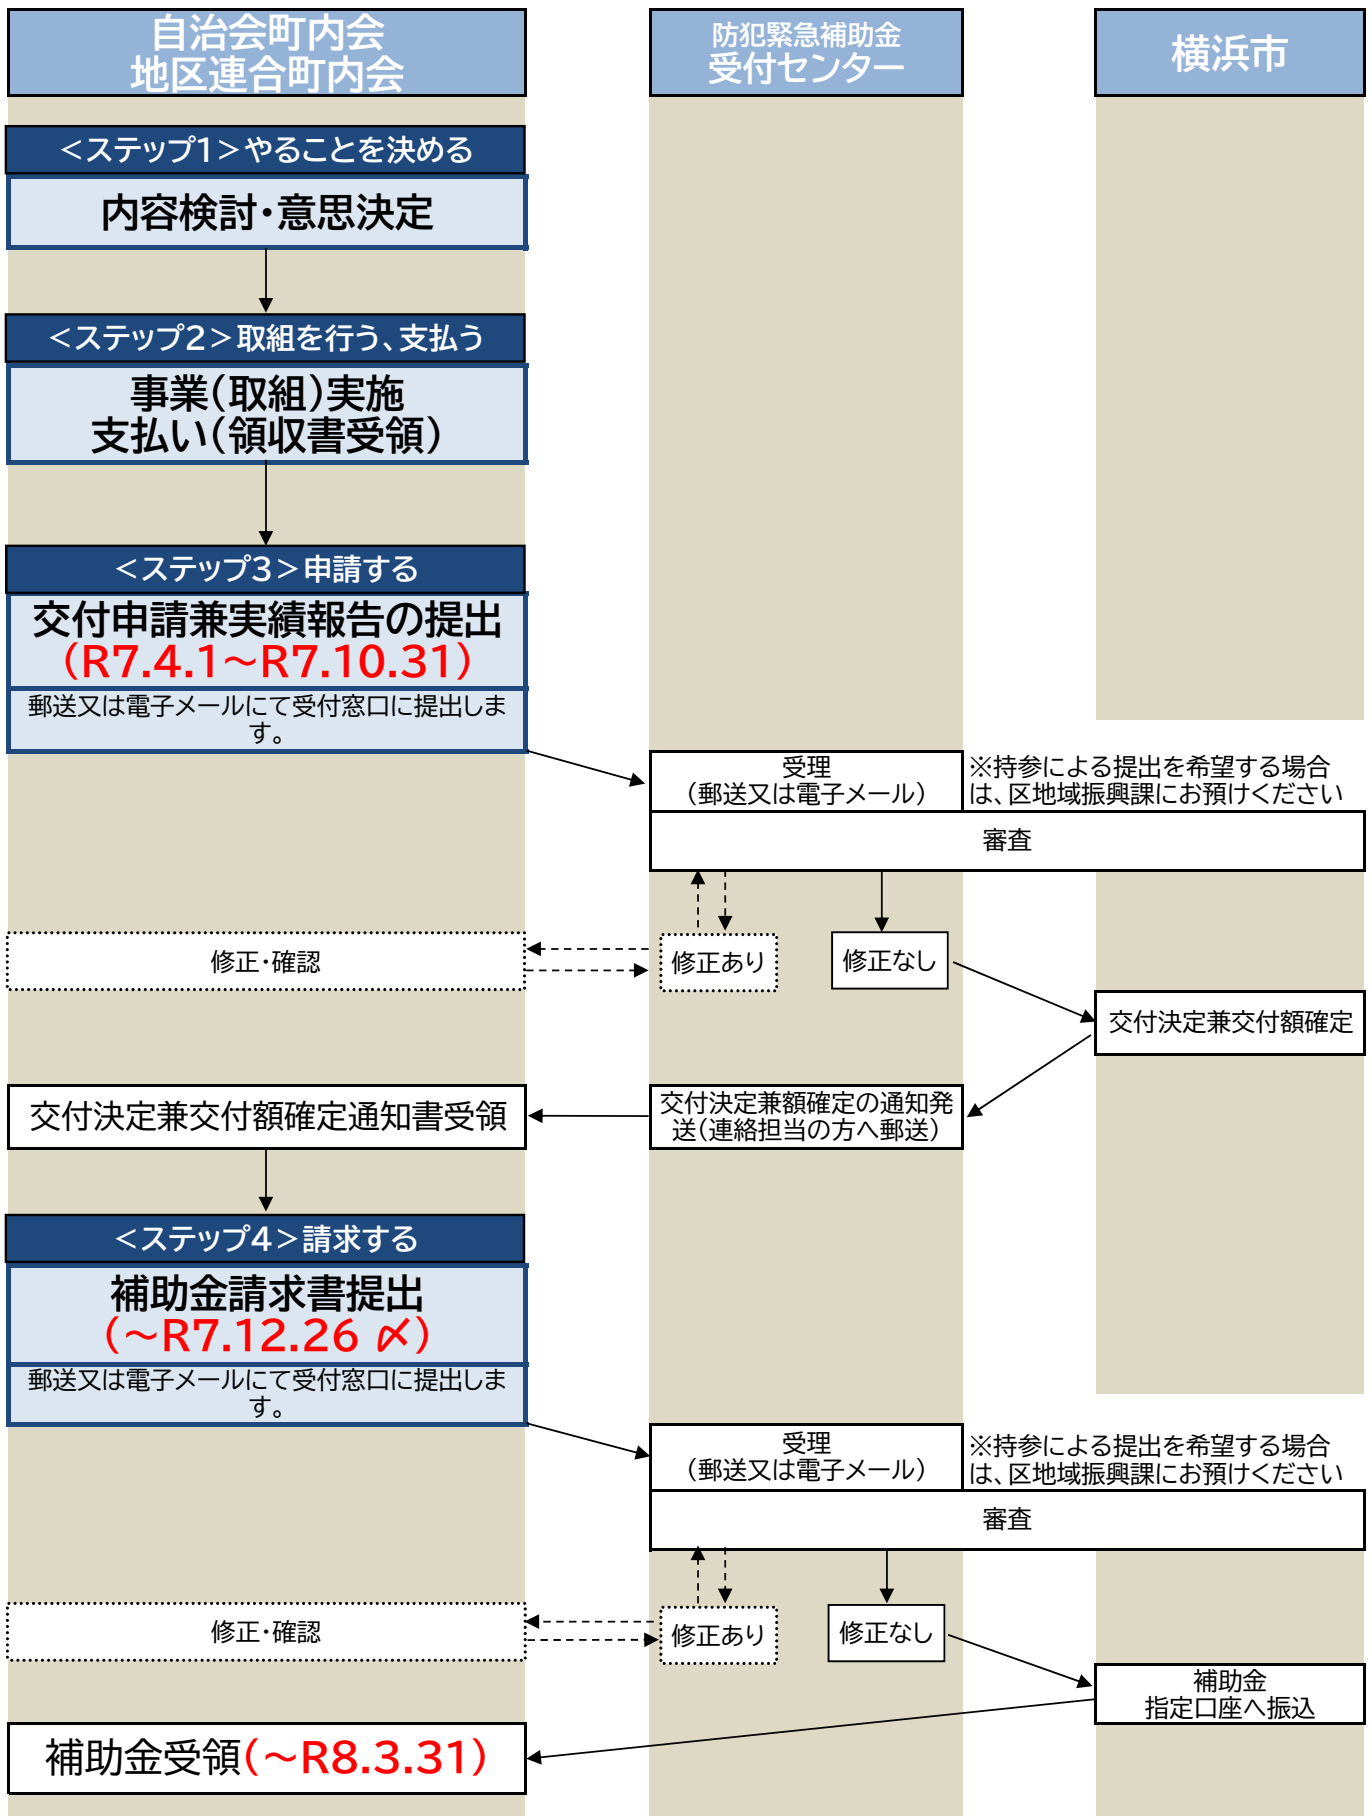 自治会町内会
地区連合町内会
防犯緊急補助金
受付センター
横浜市
＜ステップ1＞やることを決める
内容検討・意思決定
＜ステップ2＞取組を行う、支払う
事業（取組）実施
支払い（領収書受領）
＜ステップ3＞申請する
交付申請兼実績報告の提出
（R7.4.1～R7.10.31）
郵送又は電子メールにて受付窓口に提出しま
す。
受理
（郵送又は電子メール）
※持参による提出を希望する場合
は、区地域振興課にお預けください
審査
修正・確認
修正あり
修正なし
交付決定兼交付額確定
交付決定兼交付額確定通知書受領
交付決定兼額確定の通知発
送（連絡担当の方へ郵送）
＜ステップ4＞請求する
補助金請求書提出
（～R7.12.26 〆）
郵送又は電子メールにて受付窓口に提出しま
す。
受理
（郵送又は電子メール）
※持参による提出を希望する場合
は、区地域振興課にお預けください
審査
修正・確認
修正あり
修正なし
補助金
指定口座へ振込
補助金受領（～R8.3.31）